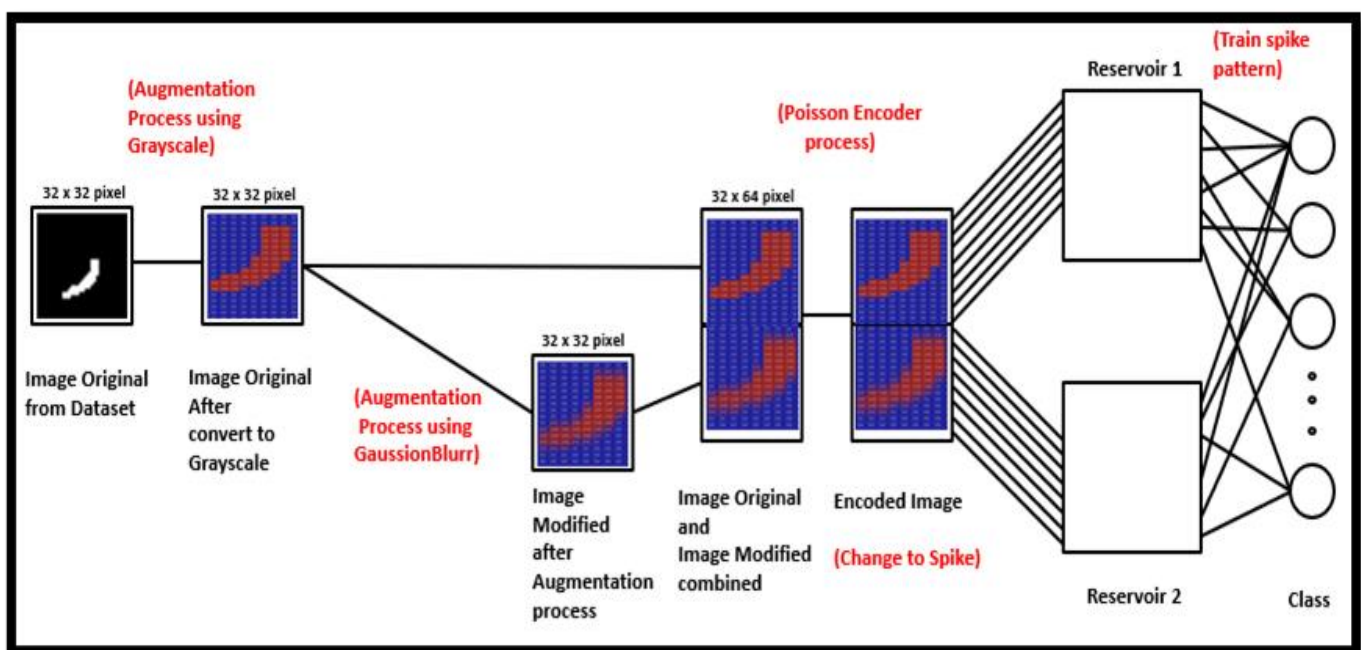 (Augmentation
Process using
Grayscale)
32 x 32 pixel
Image Original
from Dataset
32 x 32 pixel
Image Original
After
convert to
Grayscale
(Augmentation
Process using
GaussionBlurr)
32 x 32 pixel
Image
Modified
after
Augmentation
process
32 x 64 pixel
Image Original
and
Image Modified
combined
(Poisson Encoder
process)
Encoded Image
(Change to Spike)
Reservoir 1
Reservoir 2
(Train spike
pattern)
Class